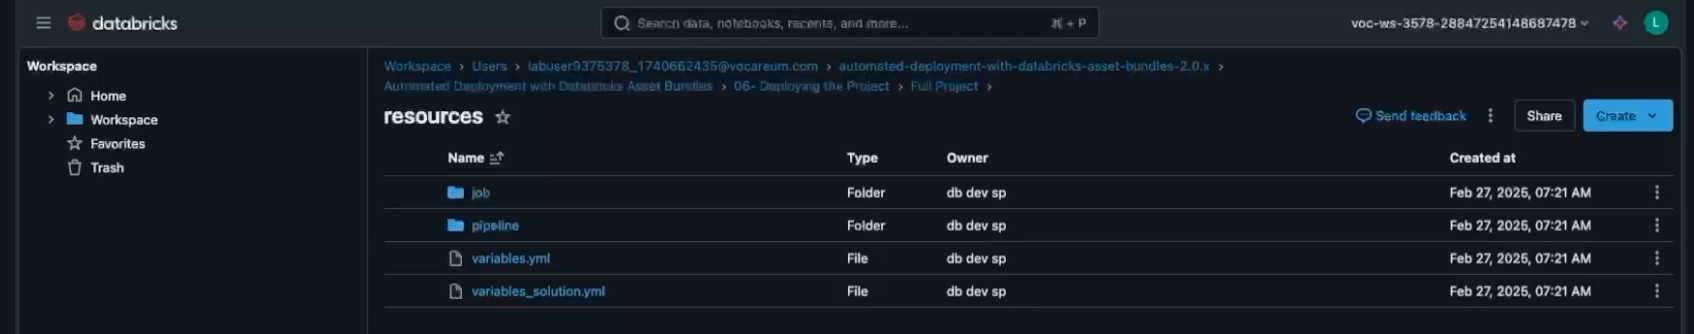 databricks
Search data, notebooks, recents, and more...
⌘ + P
voc-ws-3578-28847254148687478
L
Workspace
Home
Workspace
Favorites
Trash
Workspace > Users > labuser9375378_1740662435@vocareum.com > automated-deployment-with-databricks-asset-bundles-2.0.x >
Automated Deployment with Databricks Asset Bundles > 06- Deploying the Project > Full Project >
resources
Send feedback
Share
Create
Name Type Owner Created at
job Folder db dev sp Feb 27, 2025, 07:21 AM
pipeline Folder db dev sp Feb 27, 2025, 07:21 AM
variables.yml File db dev sp Feb 27, 2025, 07:21 AM
variables_solution.yml File db dev sp Feb 27, 2025, 07:21 AM